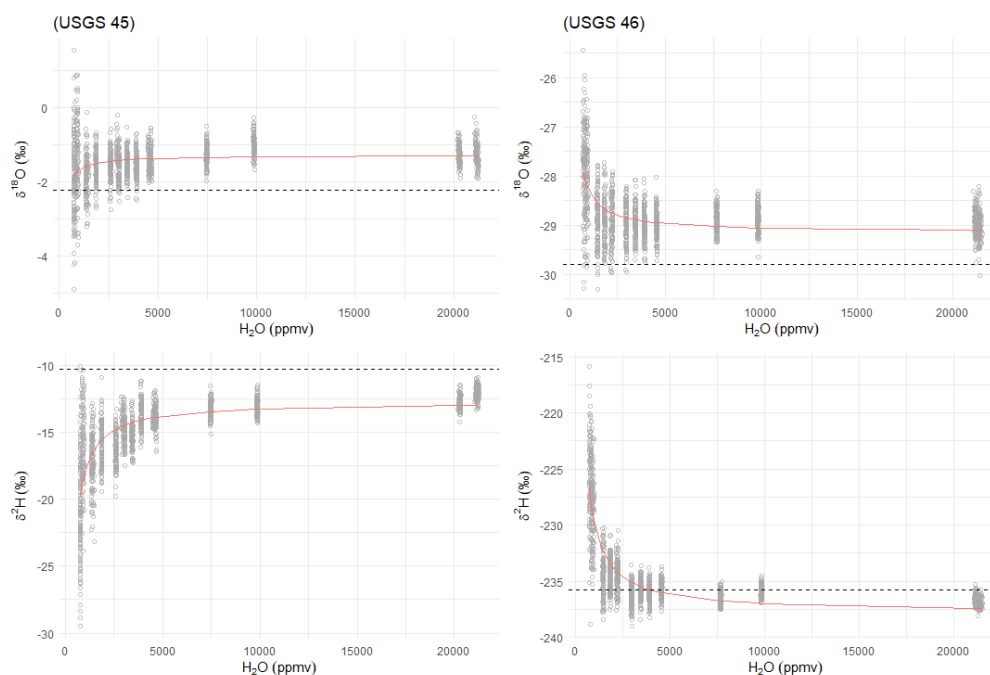 (USGS 45)
0
-2
-4
δ¹⁸O (‰)
0 5000 10000 15000 20000
H₂O (ppmv)
(USGS 46)
-26
-27
-28
-29
-30
δ¹⁸O (‰)
0 5000 10000 15000 20000
H₂O (ppmv)
-10
-15
-20
-25
-30
δ²H (‰)
0 5000 10000 15000 20000
H₂O (ppmv)
-215
-220
-225
-230
-235
-240
δ²H (‰)
0 5000 10000 15000 20000
H₂O (ppmv)